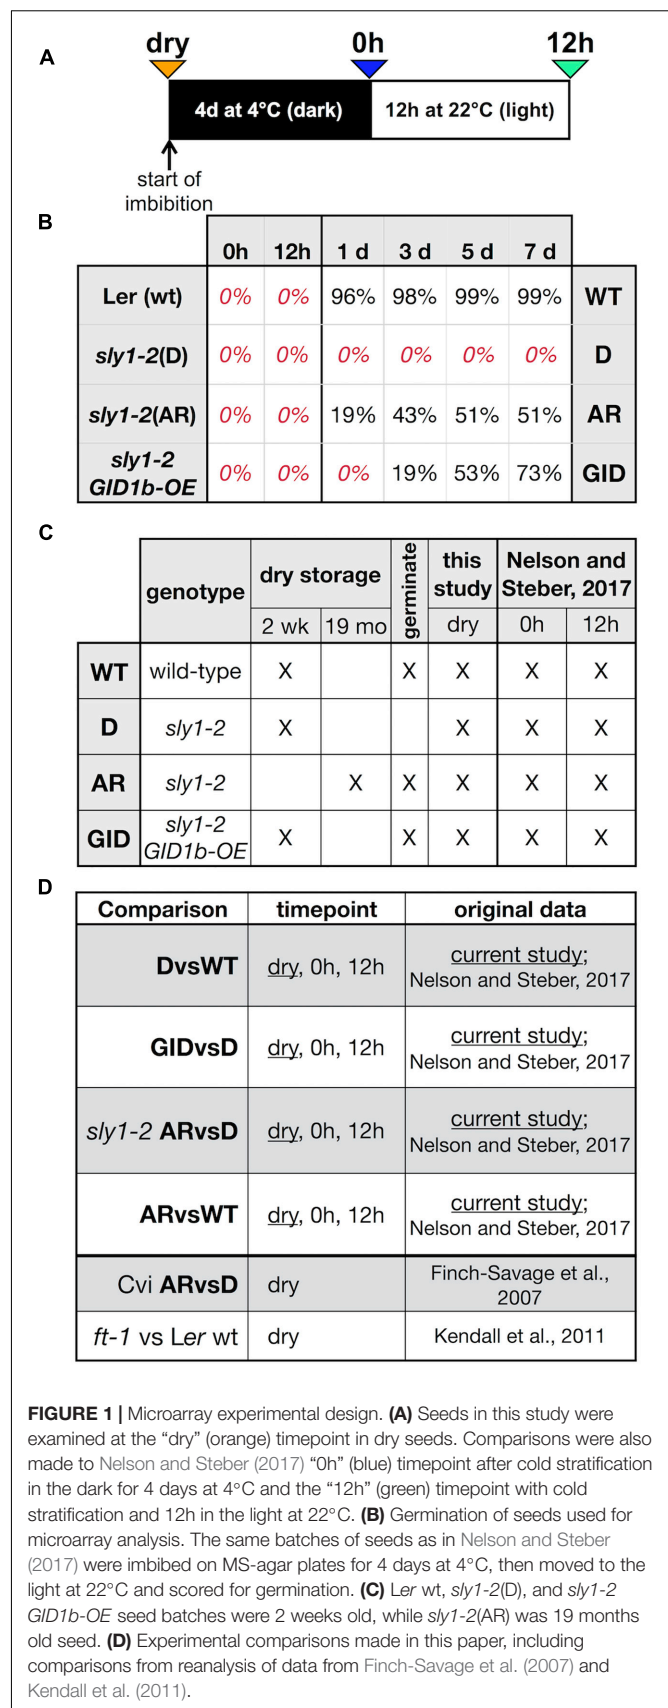 A
dry 0h 12h
4d at 4°C (dark) 12h at 22°C (light)
start of
imbibition
B
0h 12h 1 d 3 d 5 d 7 d
Ler (wt) 0% 0% 96% 98% 99% 99% WT
sly1-2(D) 0% 0% 0% 0% 0% 0% D
sly1-2(AR) 0% 0% 19% 43% 51% 51% AR
sly1-2
GID1b-OE 0% 0% 0% 19% 53% 73% GID
C
genotype dry storage germinate this
study Nelson and
Steber, 2017
2 wk 19 mo dry 0h 12h
WT wild-type X X X X X
D sly1-2 X X X X
AR sly1-2 X X X X X
GID sly1-2
GID1b-OE X X X X X
D
Comparison timepoint original data
DvsWT dry, 0h, 12h current study;
Nelson and Steber, 2017
GIDvsD dry, 0h, 12h current study;
Nelson and Steber, 2017
sly1-2 ARvsD dry, 0h, 12h current study;
Nelson and Steber, 2017
ARvsWT dry, 0h, 12h current study;
Nelson and Steber, 2017
Cvi ARvsD dry Finch-Savage et al.,
2007
ft-1 vs Ler wt dry Kendall et al., 2011
FIGURE 1 | Microarray experimental design. (A) Seeds in this study were
examined at the “dry” (orange) timepoint in dry seeds. Comparisons were also
made to Nelson and Steber (2017) “0h” (blue) timepoint after cold stratification
in the dark for 4 days at 4°C and the “12h” (green) timepoint with cold
stratification and 12h in the light at 22°C. (B) Germination of seeds used for
microarray analysis. The same batches of seeds as in Nelson and Steber
(2017) were imbibed on MS-agar plates for 4 days at 4°C, then moved to the
light at 22°C and scored for germination. (C) Ler wt, sly1-2(D), and sly1-2
GID1b-OE seed batches were 2 weeks old, while sly1-2(AR) was 19 months
old seed. (D) Experimental comparisons made in this paper, including
comparisons from reanalysis of data from Finch-Savage et al. (2007) and
Kendall et al. (2011).